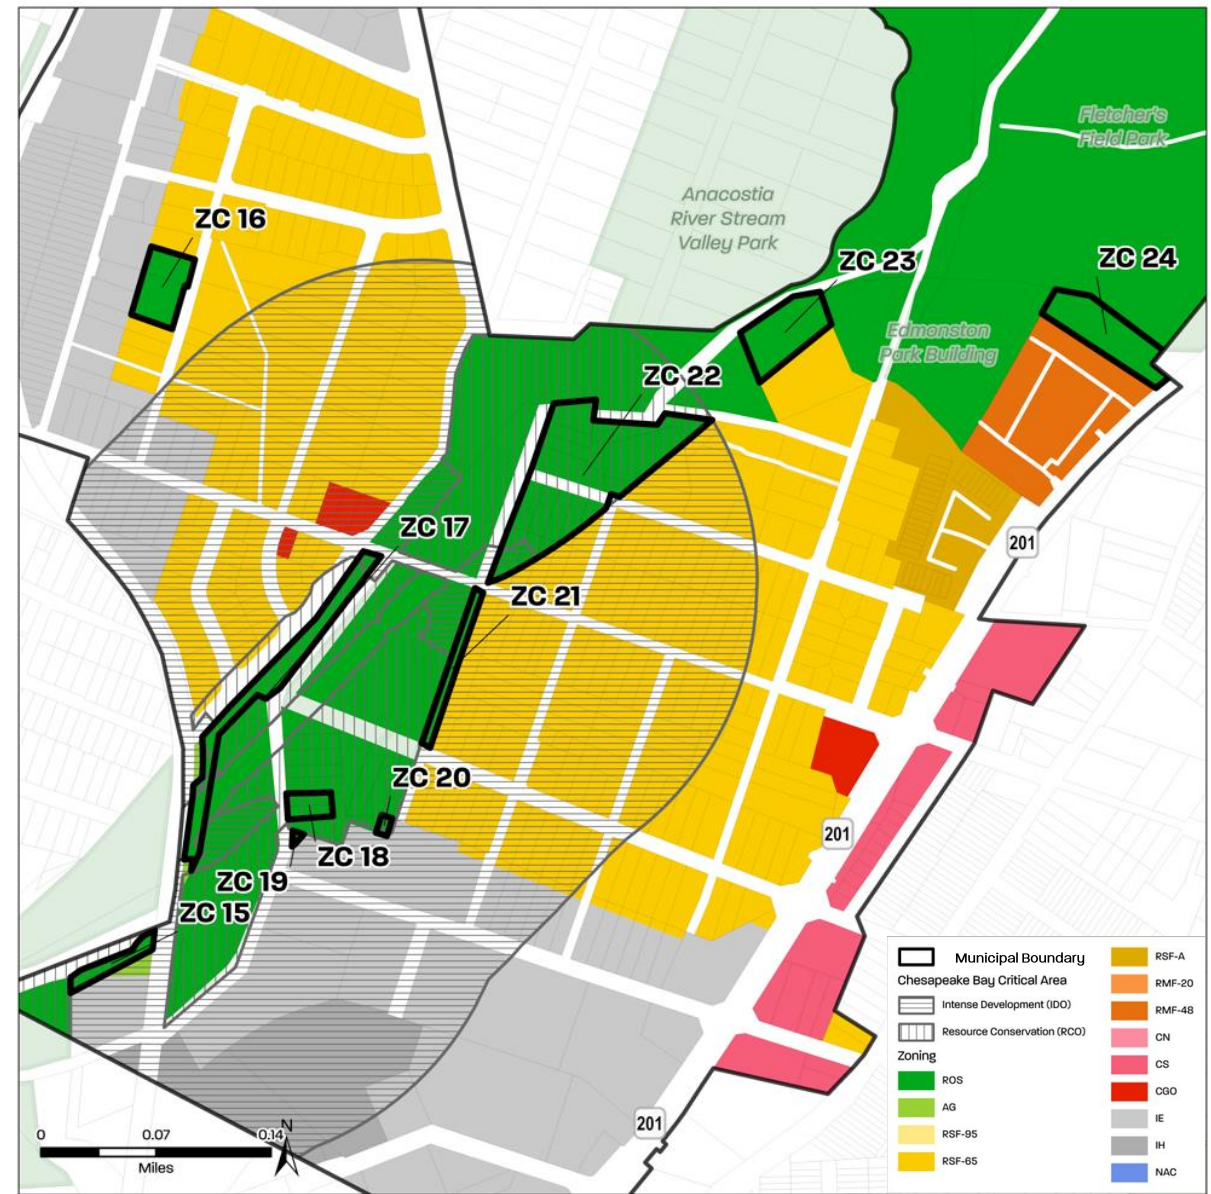 Fletcher's
Field Park
Anacostia
River Stream
Valley Park
ZC 16
ZC 23
ZC 24
Edmonston
Park Building
ZC 22
ZC 17
201
ZC 21
ZC 20
201
ZC 18
ZC 19
ZC 15
201
0
0.07
0.14
N
Miles
Municipal Boundary
Chesapeake Bay Critical Area
Intense Development (IDO)
Resource Conservation (RCO)
Zoning
ROS
AG
RSF-95
RSF-65
RSF-A
RMF-20
RMF-48
CN
CS
CGO
IE
IH
NAC